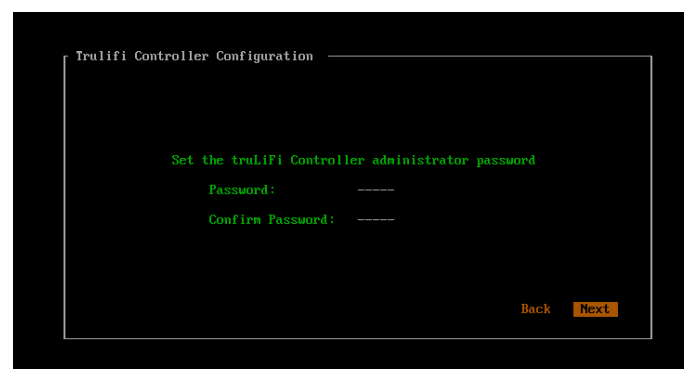 Trulifi Controller Configuration
Set the truLiFi Controller administrator password
Password: -----
Confirm Password: -----
Back Next